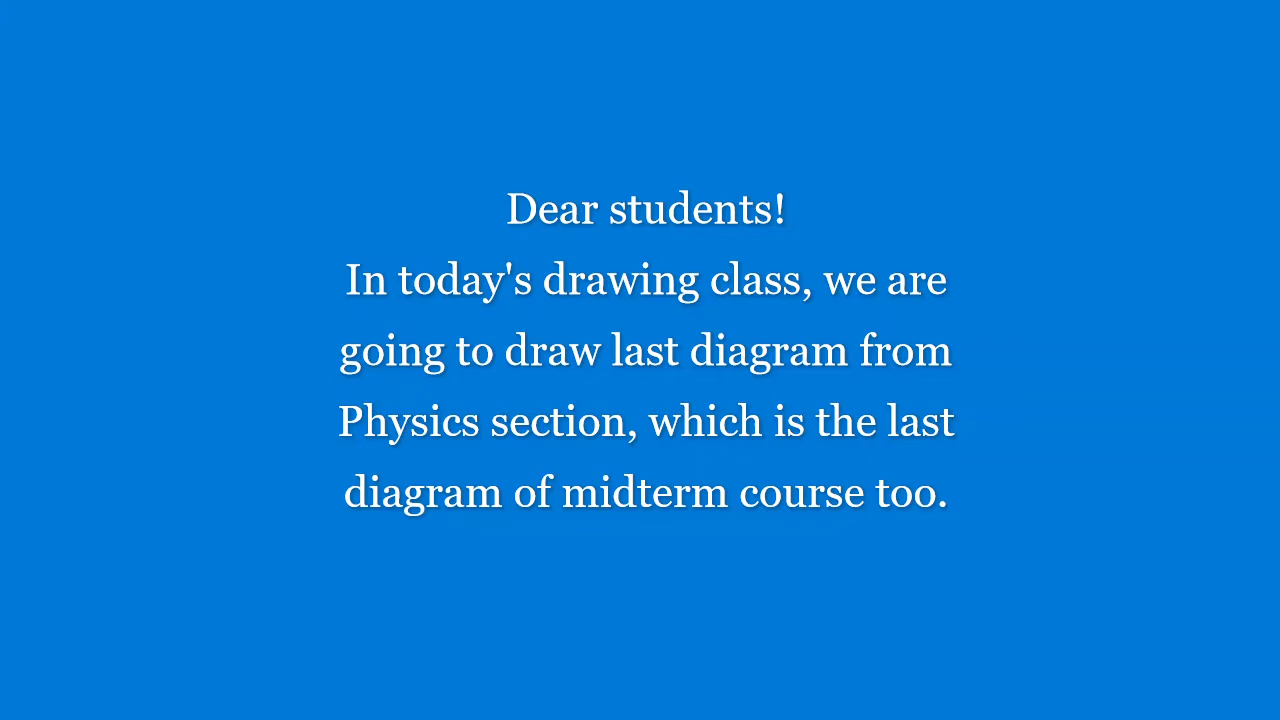 Dear students!
In today's drawing class, we are
going to draw last diagram from
Physics section, which is the last
diagram of midterm course too.